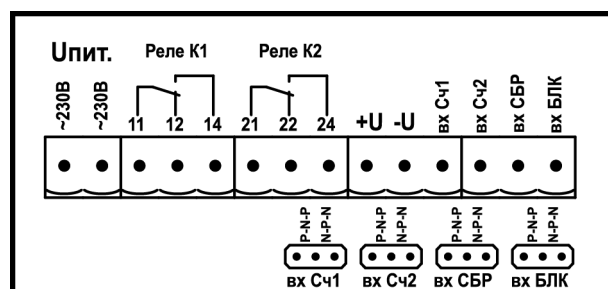 Uпит.
Реле К1
Реле К2
~230В
~230В
11
12
14
21
22
24
+U
-U
вх Сч1
вх Сч2
вх СБР
вх БЛК
P-N-P
N-P-N
P-N-P
N-P-N
P-N-P
N-P-N
P-N-P
N-P-N
вх Сч1
вх Сч2
вх СБР
вх БЛК